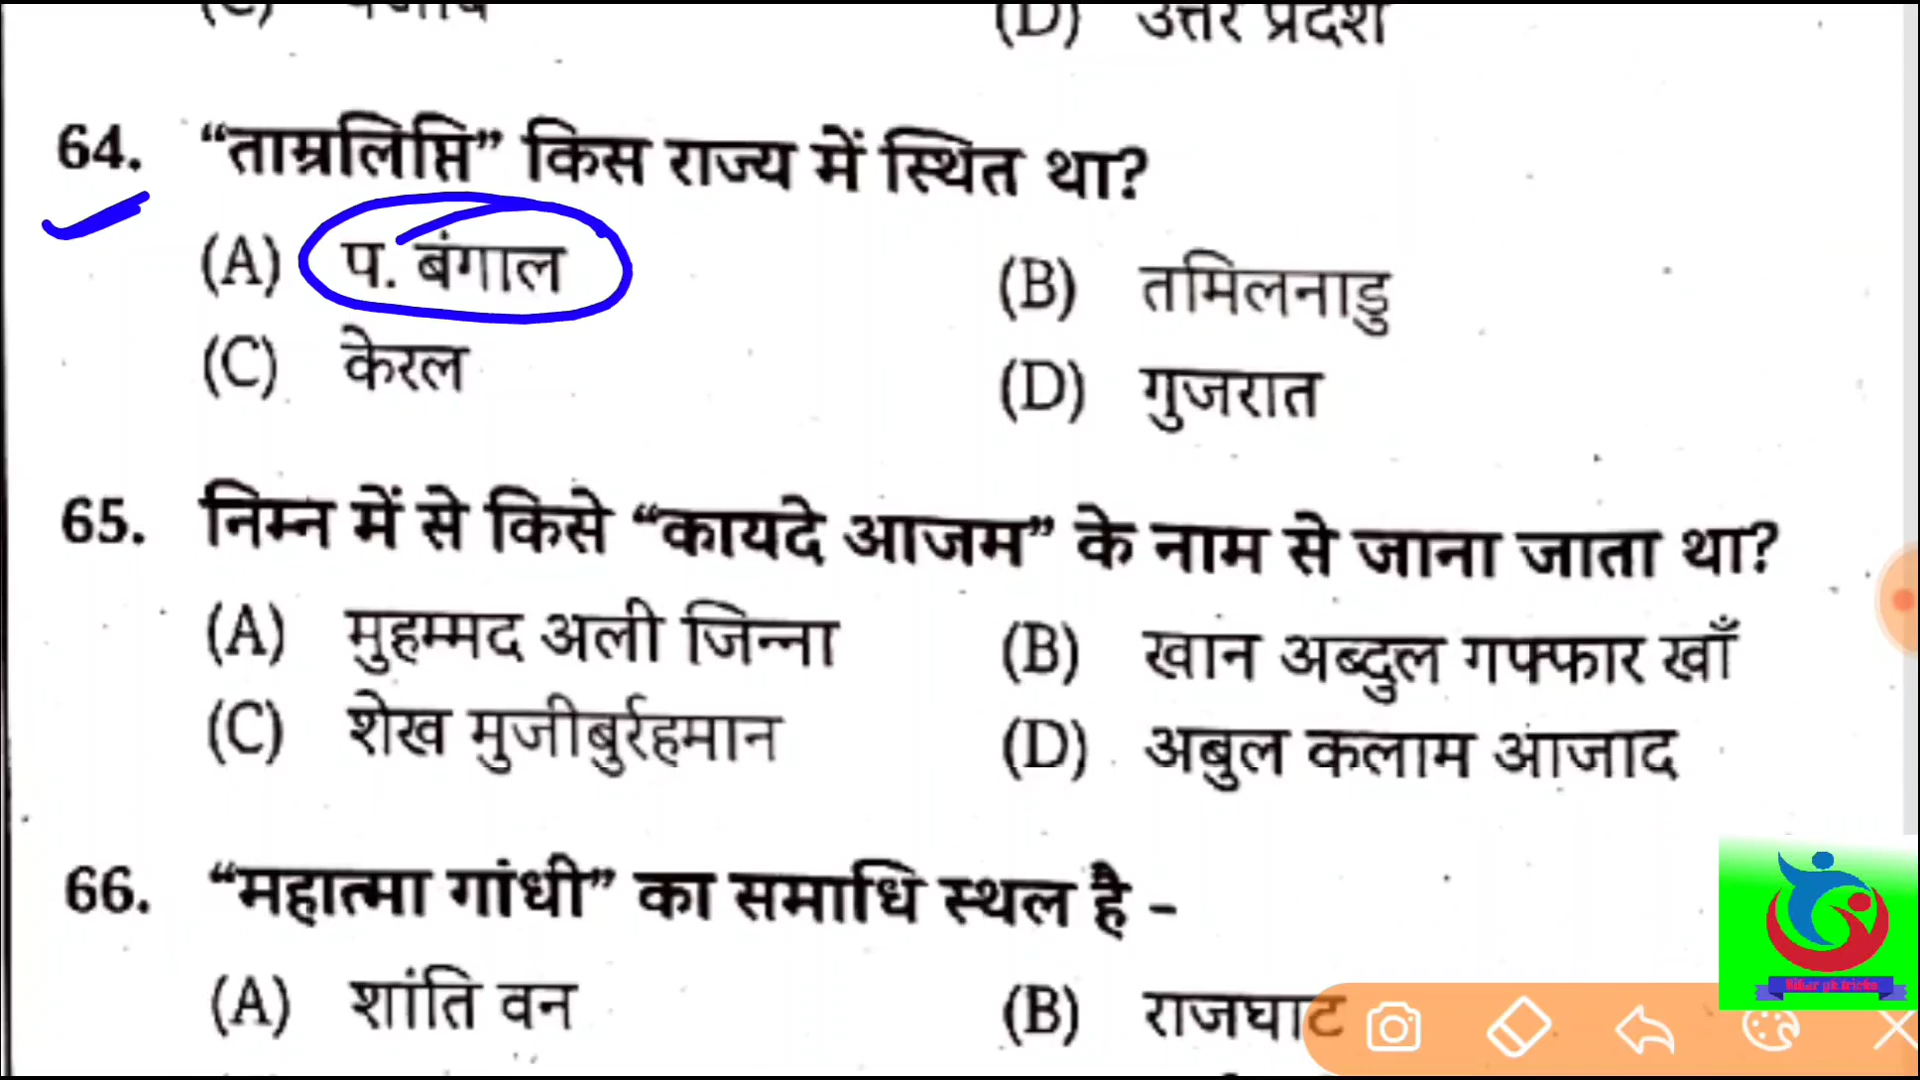 (D) उत्तर प्रदेश
64. “ताम्रलिप्ति” किस राज्य में स्थित था?
(A) प. बंगाल (B) तमिलनाडु
(C) केरल (D) गुजरात
65. निम्न में से किसे “कायदे आजम” के नाम से जाना जाता था?
(A) मुहम्मद अली जिन्ना (B) खान अब्दुल गफ्फार खाँ
(C) शेख मुजीबुर्रहमान (D) अबुल कलाम आजाद
66. “महात्मा गांधी” का समाधि स्थल है –
(A) शांति वन (B) राजघाट